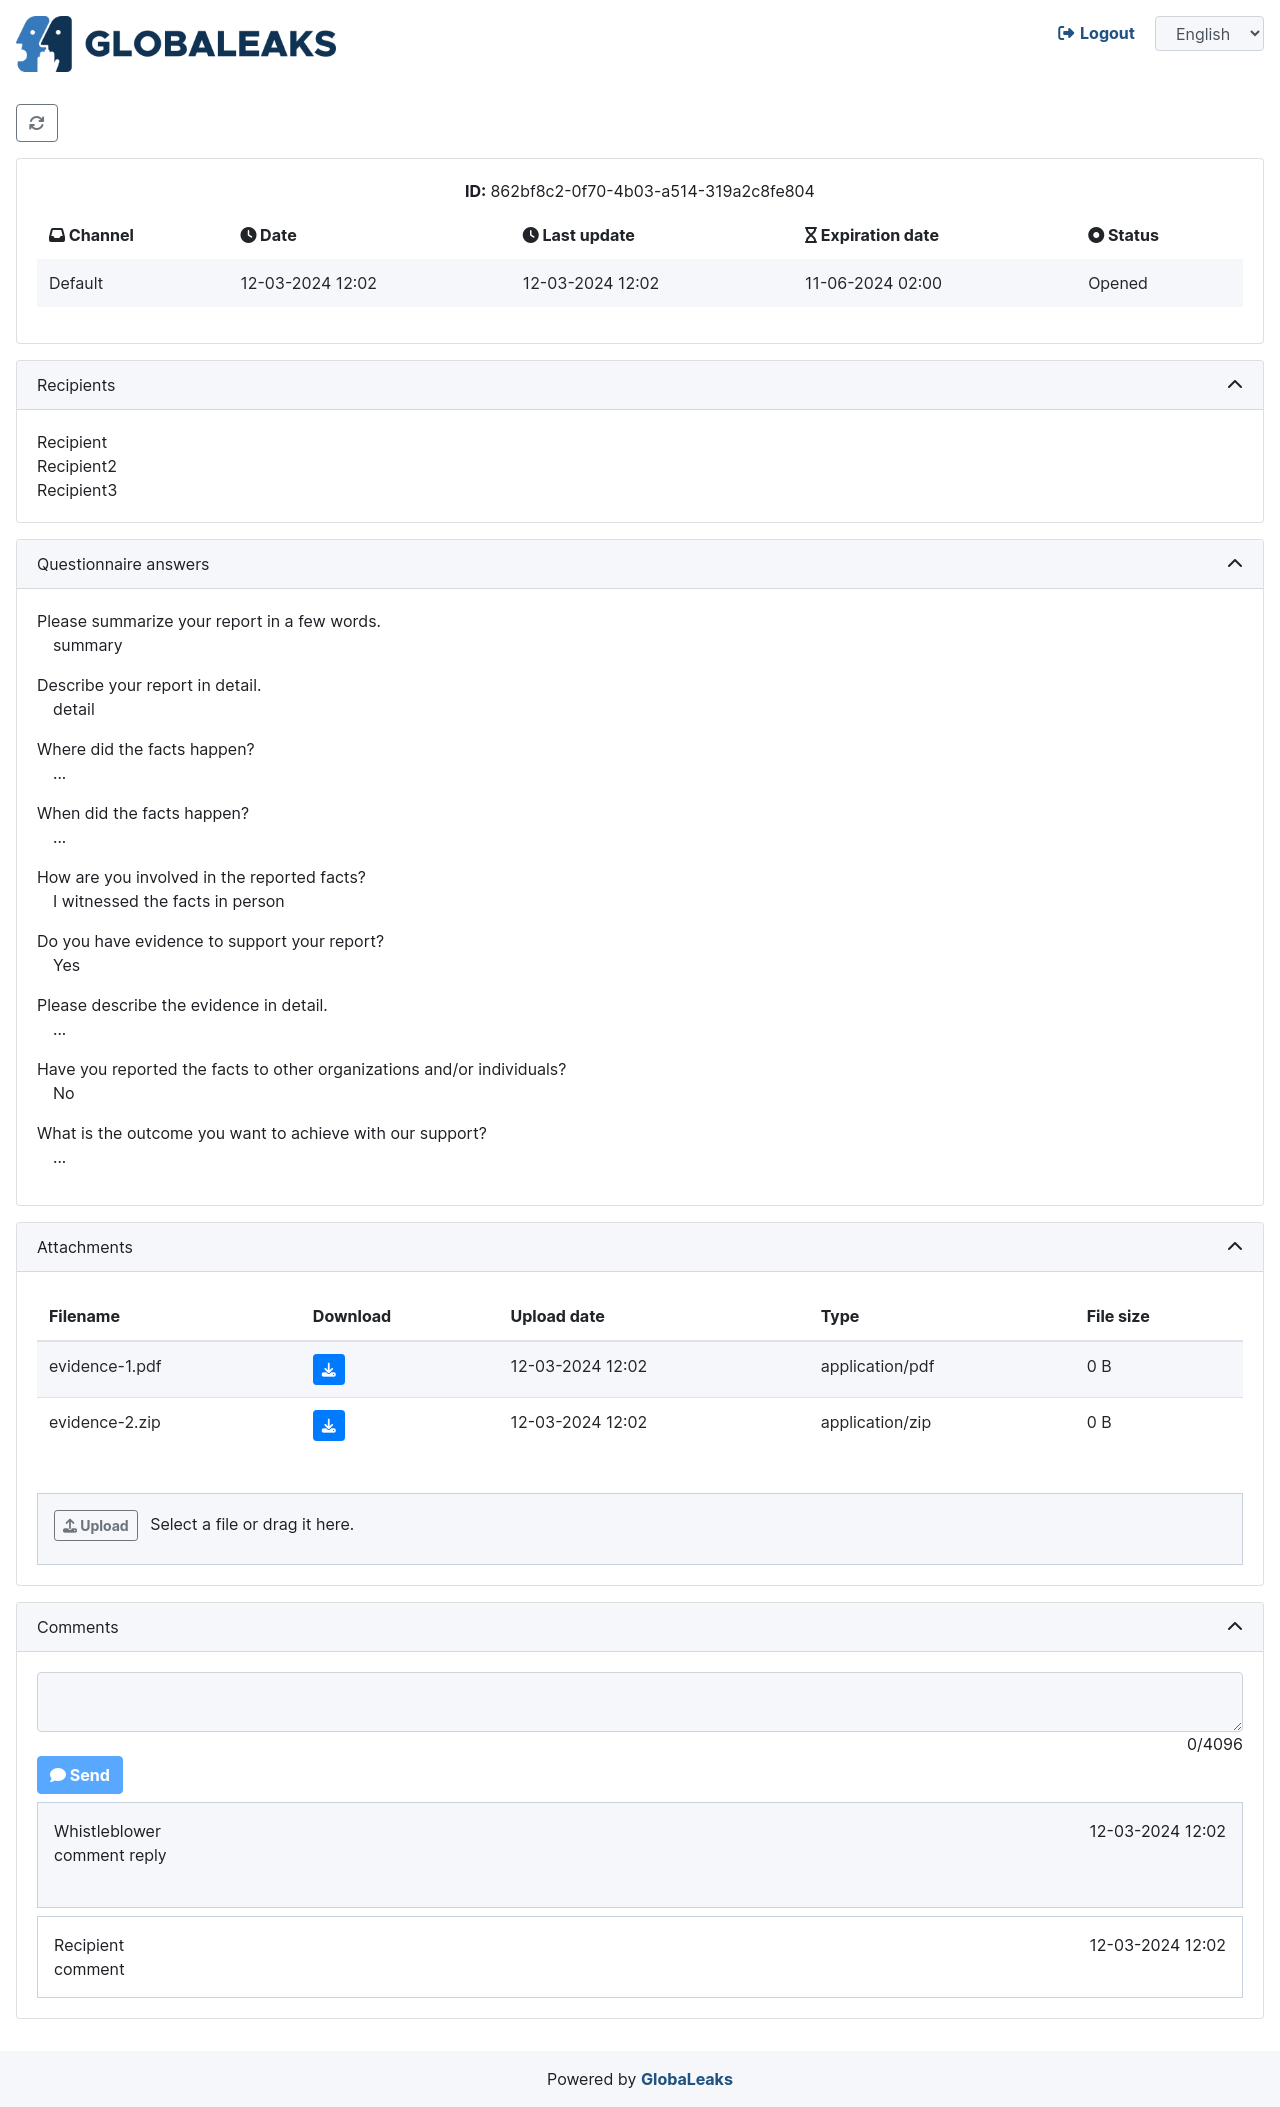 GLOBALEAKS
Logout
English
ID: 862bf8c2-0f70-4b03-a514-319a2c8fe804
Channel Date Last update Expiration date Status
Default 12-03-2024 12:02 12-03-2024 12:02 11-06-2024 02:00 Opened
Recipients
Recipient
Recipient2
Recipient3
Questionnaire answers
Please summarize your report in a few words.
summary
Describe your report in detail.
detail
Where did the facts happen?
...
When did the facts happen?
...
How are you involved in the reported facts?
I witnessed the facts in person
Do you have evidence to support your report?
Yes
Please describe the evidence in detail.
...
Have you reported the facts to other organizations and/or individuals?
No
What is the outcome you want to achieve with our support?
...
Attachments
Filename Download Upload date Type File size
evidence-1.pdf 12-03-2024 12:02 application/pdf 0 B
evidence-2.zip 12-03-2024 12:02 application/zip 0 B
Upload Select a file or drag it here.
Comments
0/4096
Send
Whistleblower 12-03-2024 12:02
comment reply
Recipient 12-03-2024 12:02
comment
Powered by GlobaLeaks